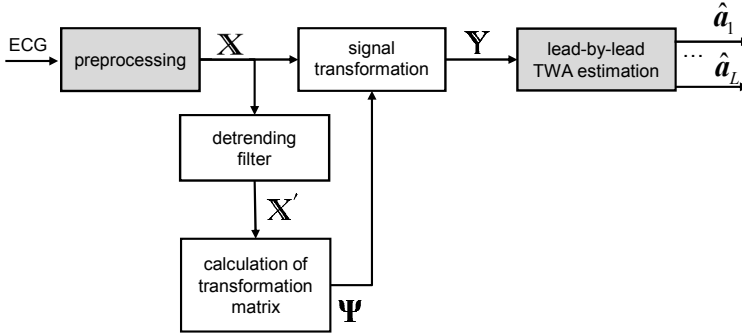 ECG
preprocessing
𝕏
signal
transformation
𝕐
lead-by-lead
TWA estimation
â₁
...
â_L
detrending
filter
𝕏′
calculation of
transformation
matrix
Ψ